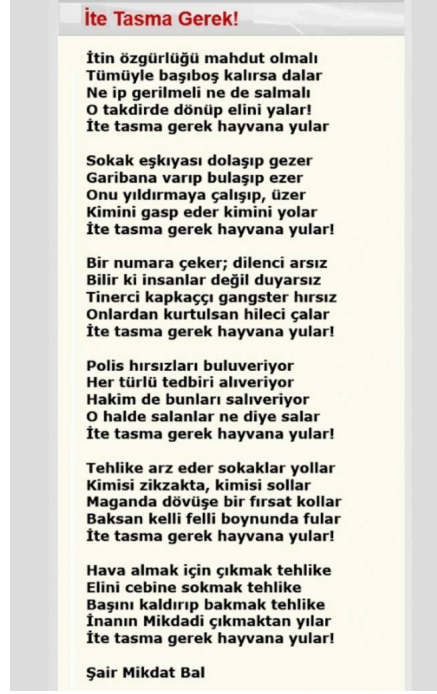 İte Tasma Gerek!
İtin özgürlüğü mahdut olmalı
Tümüyle başıboş kalırsa dalar
Ne ip gerilmeli ne de salmalı
O takdirde dönüp elini yalar!
İte tasma gerek hayvana yular
Sokak eşkıyası dolaşıp gezer
Garibana varıp bulaşıp ezer
Onu yıldırmaya çalışıp, üzer
Kimini gasp eder kimini yolar
İte tasma gerek hayvana yular!
Bir numara çeker; dilenci arsız
Bilir ki insanlar değil duyarsız
Tinerci kapkaççı gangster hırsız
Onlardan kurtulsan hileci çalar
İte tasma gerek hayvana yular!
Polis hırsızları buluveriyor
Her türlü tedbiri alıveriyor
Hakim de bunları salıveriyor
O halde salanlar ne diye salar
İte tasma gerek hayvana yular!
Tehlike arz eder sokaklar yollar
Kimisi zikzakta, kimisi sollar
Maganda dövüşe bir fırsat kollar
Baksan kelli felli boynunda fular
İte tasma gerek hayvana yular!
Hava almak için çıkmak tehlike
Elini cebine sokmak tehlike
Başını kaldırıp bakmak tehlike
İnanın Mikdadi çıkmaktan yılar
İte tasma gerek hayvana yular!
Şair Mikdat Bal